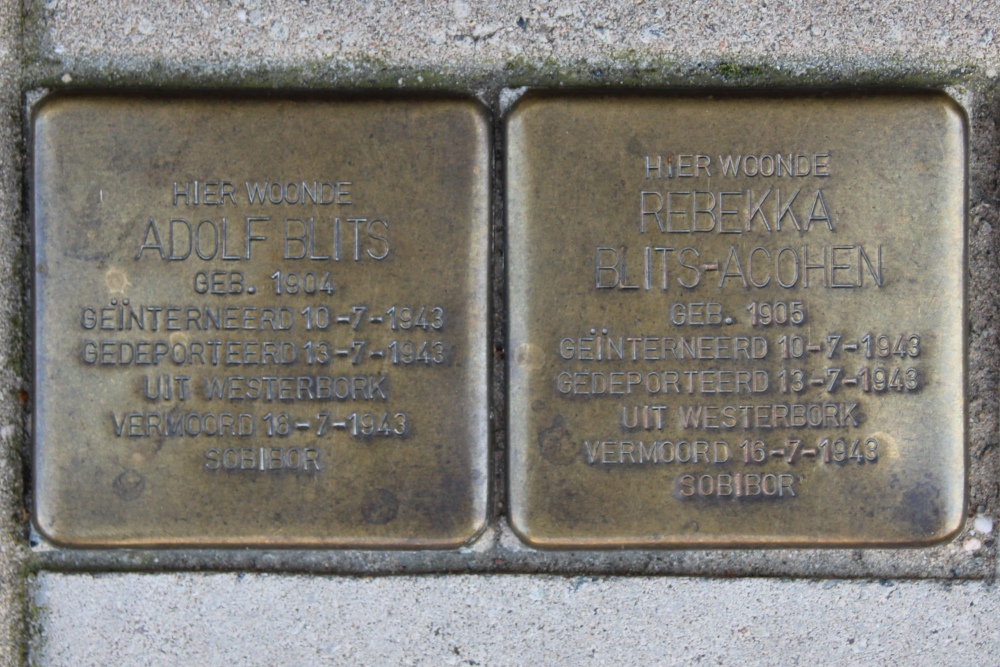 HIER WOONDE
ADOLF BLITS
GEB. 1904
GEÏNTERNEERD 10-7-1943
GEDEPORTEERD 13-7-1943
UIT WESTERBORK
VERMOORD 16-7-1943
SOBIBOR
HIER WOONDE
REBEKKA
BLITS-ACOHEN
GEB. 1905
GEÏNTERNEERD 10-7-1943
GEDEPORTEERD 13-7-1943
UIT WESTERBORK
VERMOORD 16-7-1943
SOBIBOR